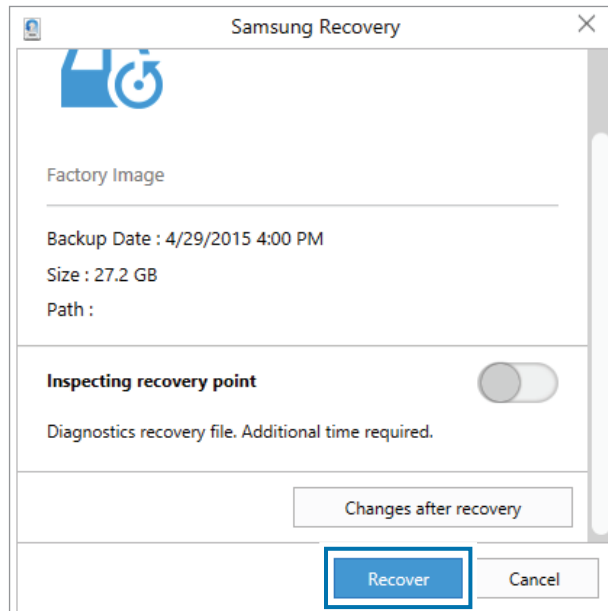 Samsung Recovery
Factory Image
Backup Date : 4/29/2015 4:00 PM
Size : 27.2 GB
Path :
Inspecting recovery point
Diagnostics recovery file. Additional time required.
Changes after recovery
Recover Cancel